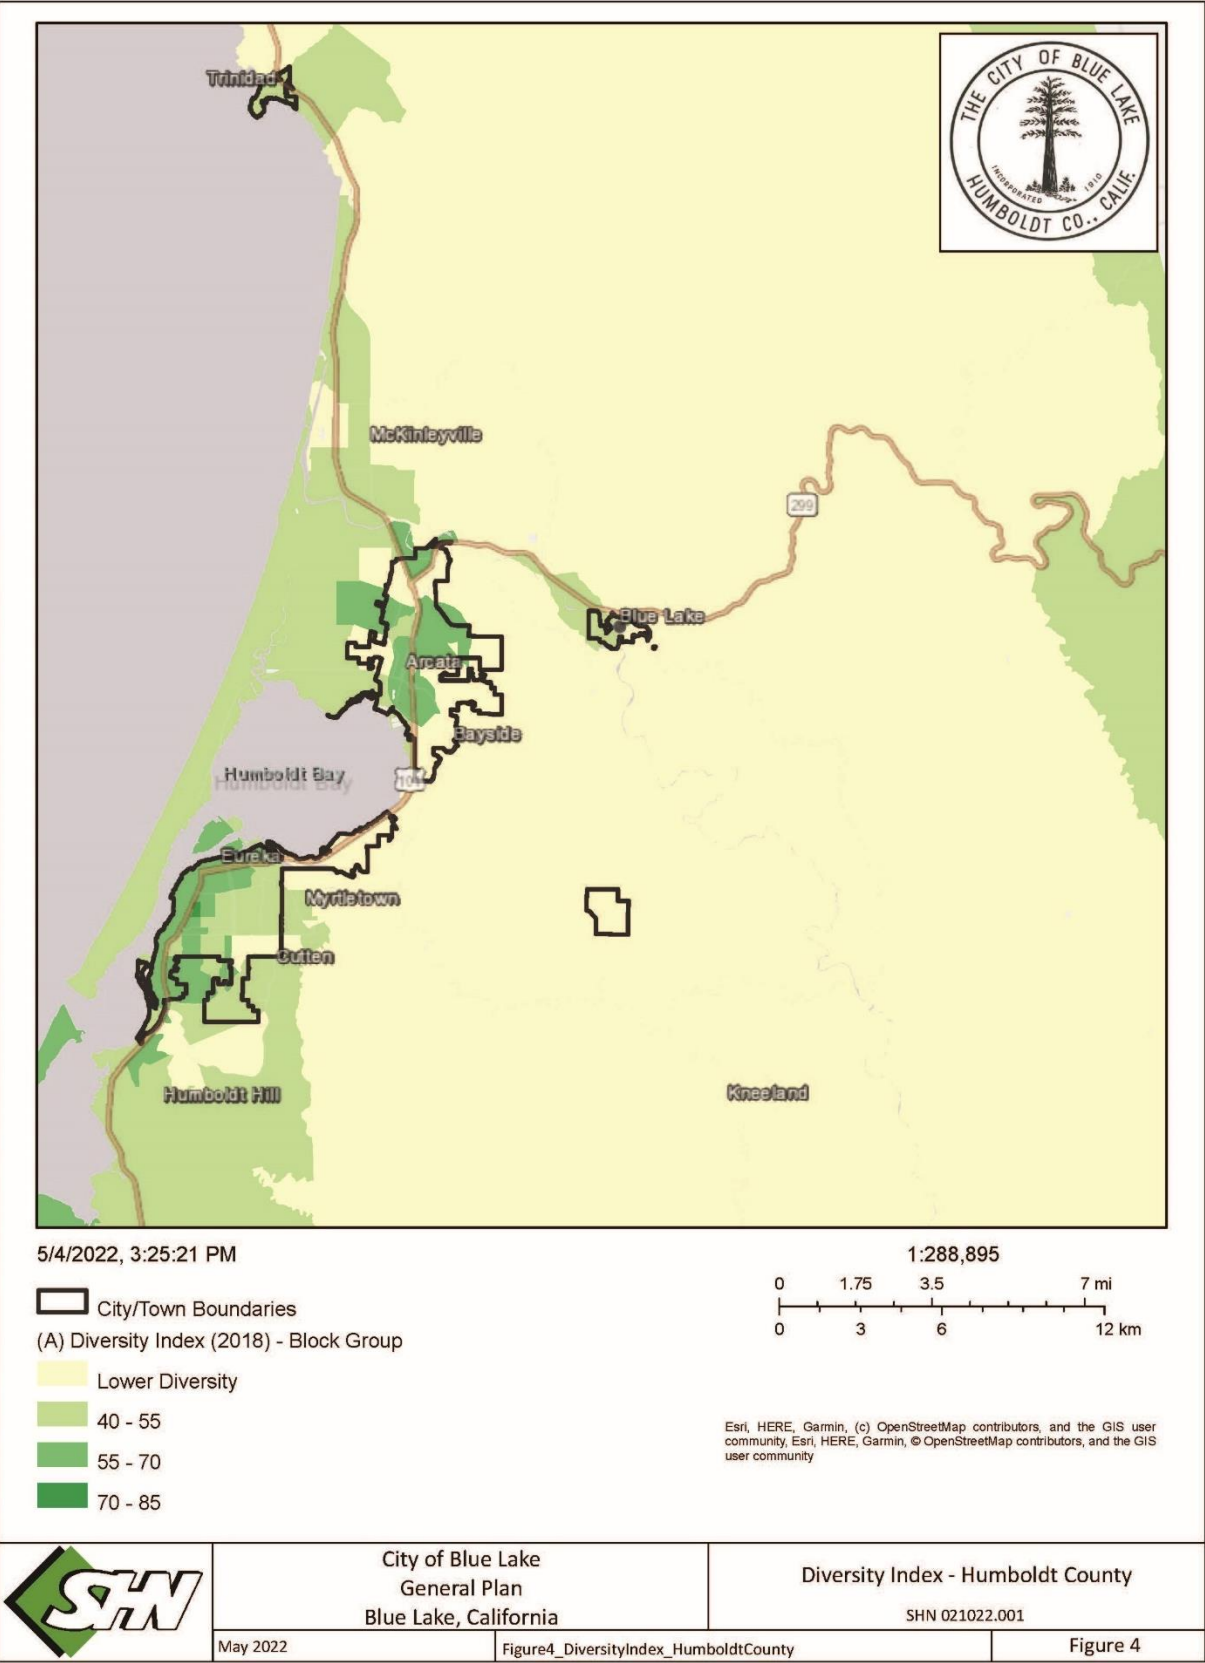 Trinidad
THE CITY OF BLUE LAKE
INCORPORATED 1910
HUMBOLDT CO., CALIF.
McKinleyville
299
Blue Lake
Arcata
Bayside
Humboldt Bay
Humboldt Bay
101
Eureka
Myrtletown
Cutten
Humboldt Hill
Kneeland
5/4/2022, 3:25:21 PM
City/Town Boundaries
(A) Diversity Index (2018) - Block Group
Lower Diversity
40 - 55
55 - 70
70 - 85
1:288,895
0 1.75 3.5 7 mi
0 3 6 12 km
Esri, HERE, Garmin, (c) OpenStreetMap contributors, and the GIS user
community, Esri, HERE, Garmin, © OpenStreetMap contributors, and the GIS
user community
SHN
City of Blue Lake
General Plan
Blue Lake, California
Diversity Index - Humboldt County
SHN 021022.001
May 2022
Figure4_DiversityIndex_HumboldtCounty
Figure 4